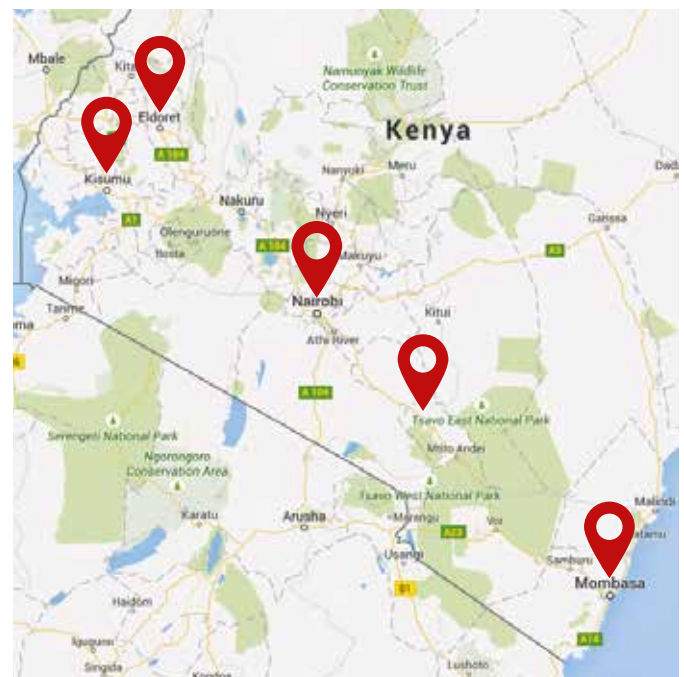 Mbale
Kita
Namunyak Wildlife
Conservation Trust
Eldoret
Kenya
A 104
Kisumu
Nanyuki
Meru
Dada
Nakuru
A1
Nyeri
Garissa
Olenguruone
A 104
A3
Makuyu
Migori
Nairobi
Tarime
Kitui
Athi River
A 104
Tsavo East National Park
Serengeti National Park
Mtito Andei
Ngorongoro
Conservation Area
Tsavo West National Park
Malindi
Karatu
Arusha
Marangu
Voi
A23
Usangi
Samburu
Mombasa
B1
Haidom
A14
Singida
Lushoto